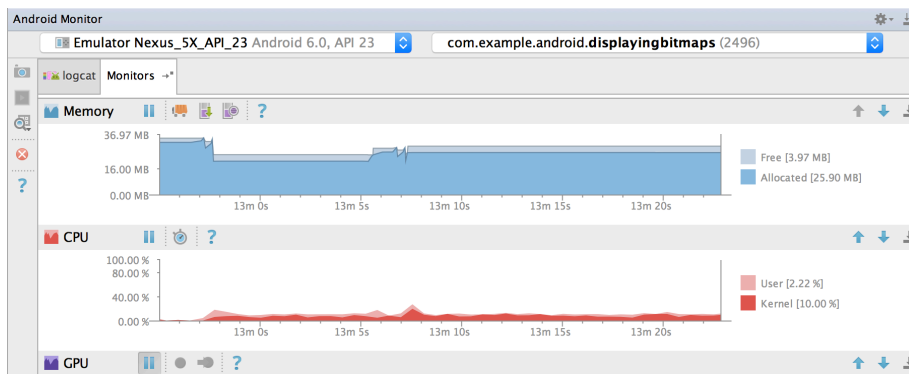 Android Monitor
Emulator Nexus_5X_API_23 Android 6.0, API 23 com.example.android.displayingbitmaps (2496)
logcat Monitors
Memory ?
36.97 MB
16.00 MB
0.00 MB
Free [3.97 MB]
Allocated [25.90 MB]
13m 0s 13m 5s 13m 10s 13m 15s 13m 20s
CPU ?
100.00 %
80.00 %
40.00 %
0.00 %
User [2.22 %]
Kernel [10.00 %]
13m 0s 13m 5s 13m 10s 13m 15s 13m 20s
GPU ?
?